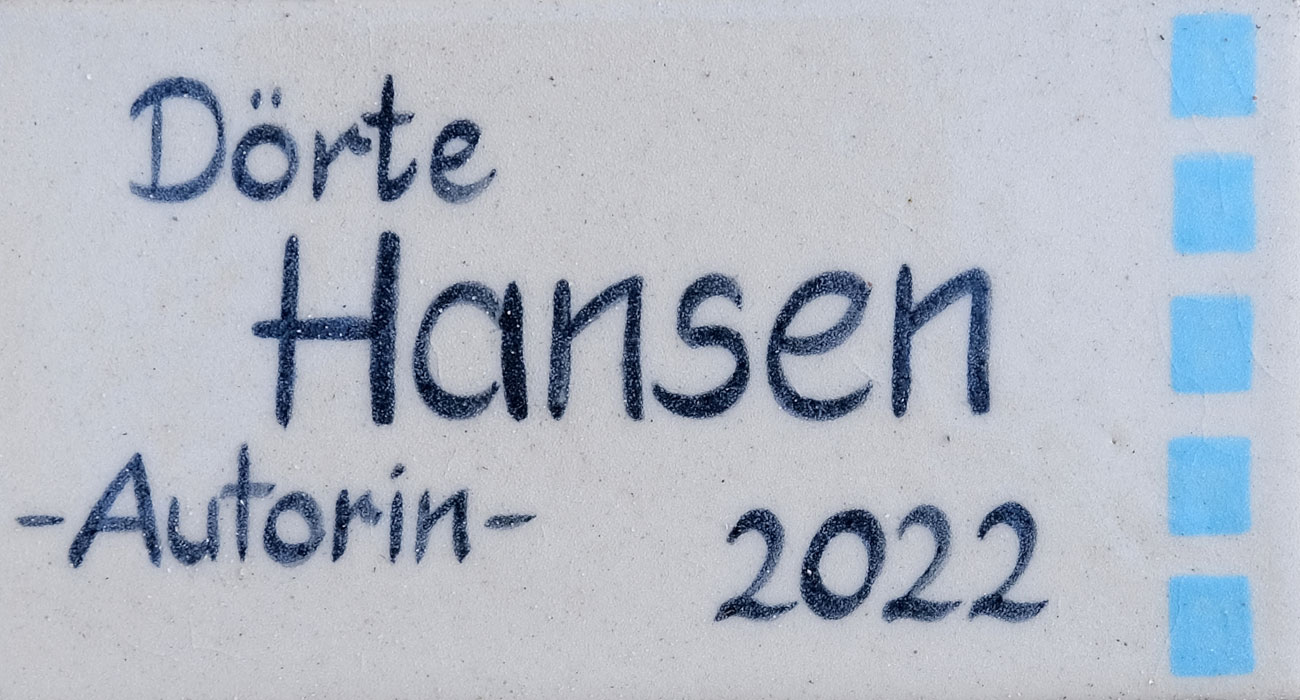 Dörte
Hansen
-Autorin-
2022